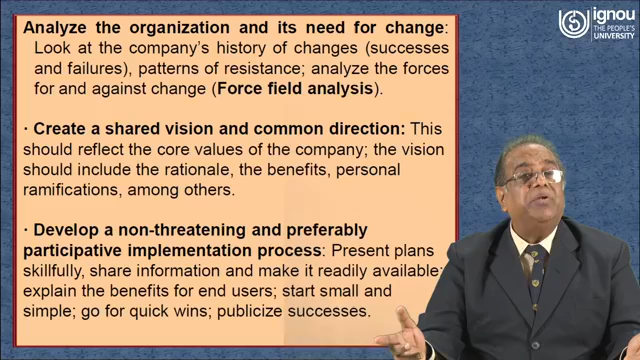 Analyze the organization and its need for change:
Look at the company's history of changes (successes
and failures), patterns of resistance; analyze the forces
for and against change (Force field analysis).
· Create a shared vision and common direction: This
should reflect the core values of the company; the vision
should include the rationale, the benefits, personal
ramifications, among others.
· Develop a non-threatening and preferably
participative implementation process: Present plans
skillfully, share information and make it readily available;
explain the benefits for end users; start small and
simple; go for quick wins; publicize successes.
ignou
THE PEOPLE'S
UNIVERSITY